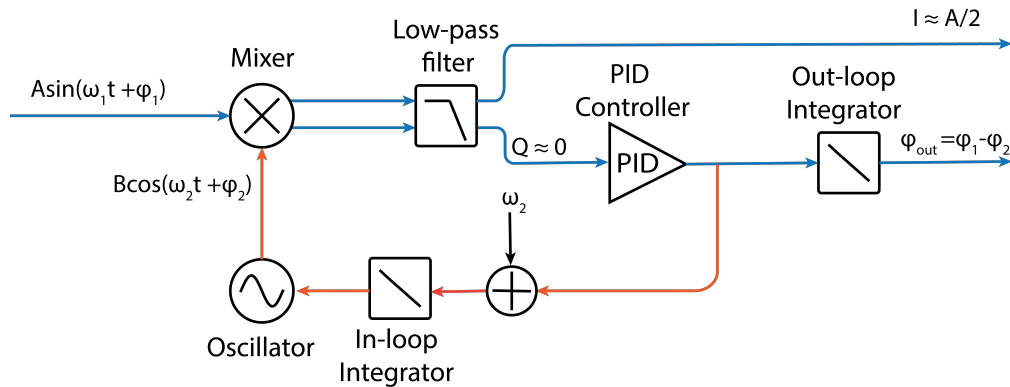 I ≈ A/2
Low-pass
filter
Mixer
PID
Controller
Out-loop
Integrator
Asin(ω₁t +φ₁)
Q ≈ 0
PID
φₒᵤₜ=φ₁-φ₂
Bcos(ω₂t +φ₂)
ω₂
Oscillator
In-loop
Integrator